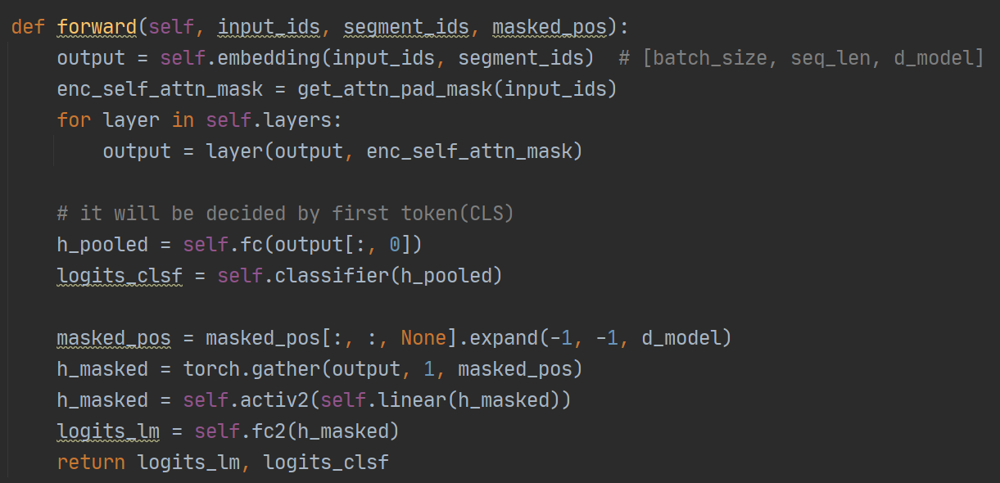 def forward(self, input_ids, segment_ids, masked_pos):
    output = self.embedding(input_ids, segment_ids)  # [batch_size, seq_len, d_model]
    enc_self_attn_mask = get_attn_pad_mask(input_ids)
    for layer in self.layers:
        output = layer(output, enc_self_attn_mask)

    # it will be decided by first token(CLS)
    h_pooled = self.fc(output[:, 0])
    logits_clsf = self.classifier(h_pooled)

    masked_pos = masked_pos[:, :, None].expand(-1, -1, d_model)
    h_masked = torch.gather(output, 1, masked_pos)
    h_masked = self.activ2(self.linear(h_masked))
    logits_lm = self.fc2(h_masked)
    return logits_lm, logits_clsf